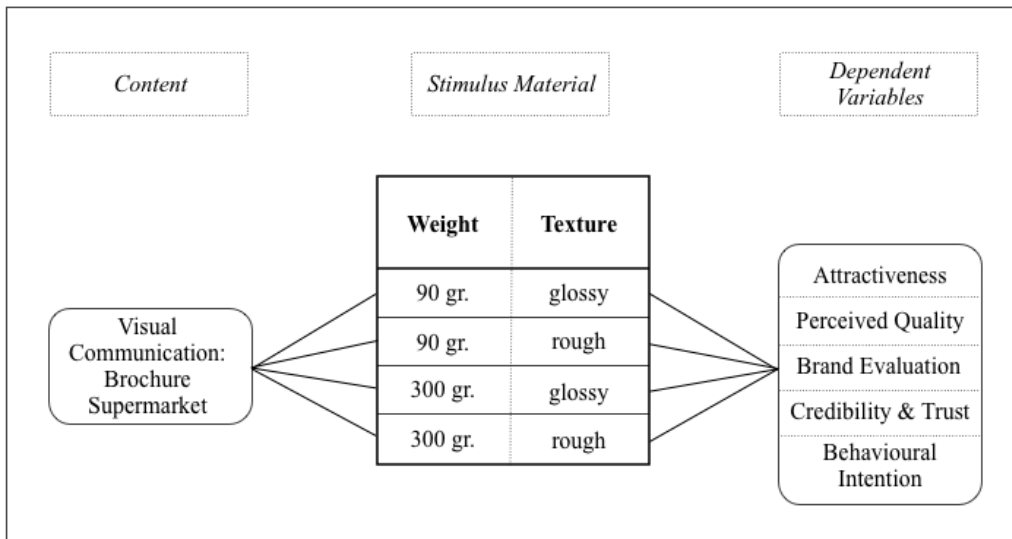 Content
Stimulus Material
Dependent
Variables
Weight Texture
90 gr. glossy
90 gr. rough
300 gr. glossy
300 gr. rough
Visual
Communication:
Brochure
Supermarket
Attractiveness
Perceived Quality
Brand Evaluation
Credibility & Trust
Behavioural
Intention